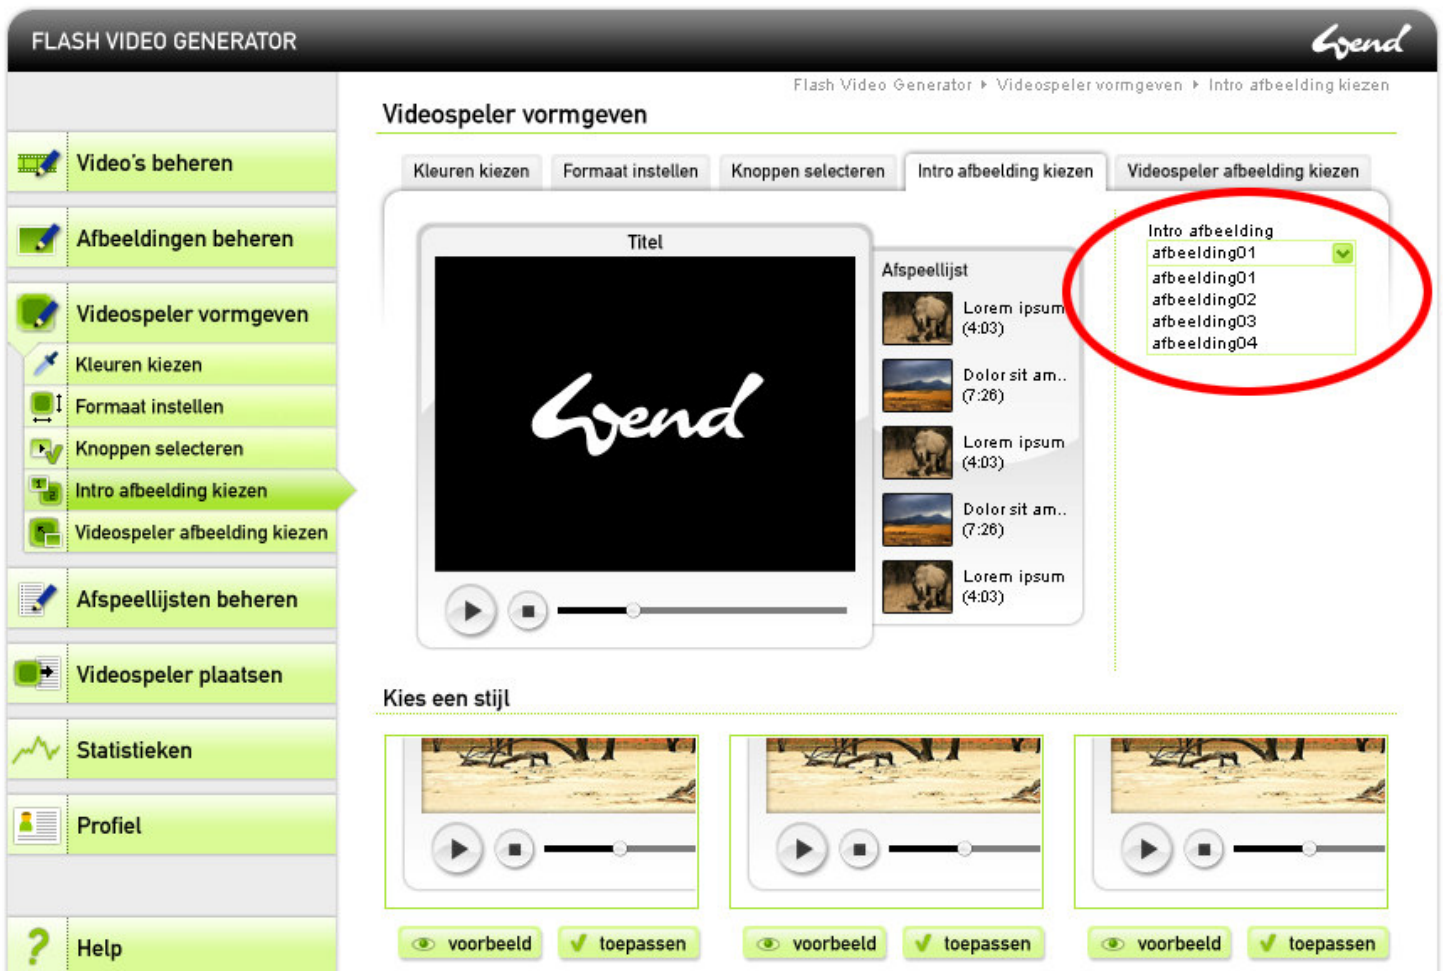 FLASH VIDEO GENERATOR
Wend
Flash Video Generator Videospeler vormgeven Intro afbeelding kiezen
Videospeler vormgeven
Video's beheren
Afbeeldingen beheren
Videospeler vormgeven
Kleuren kiezen
Formaat instellen
Knoppen selecteren
Intro afbeelding kiezen
Videospeler afbeelding kiezen
Afspeellijsten beheren
Videospeler plaatsen
Statistieken
Profiel
Help
Kleuren kiezen
Formaat instellen
Knoppen selecteren
Intro afbeelding kiezen
Videospeler afbeelding kiezen
Titel
Wend
Afspeellijst
Lorem ipsum
(4:03)
Dolor sit am..
(7:26)
Lorem ipsum
(4:03)
Dolor sit am..
(7:26)
Lorem ipsum
(4:03)
Intro afbeelding
afbeelding01
afbeelding01
afbeelding02
afbeelding03
afbeelding04
Kies een stijl
voorbeeld
toepassen
voorbeeld
toepassen
voorbeeld
toepassen